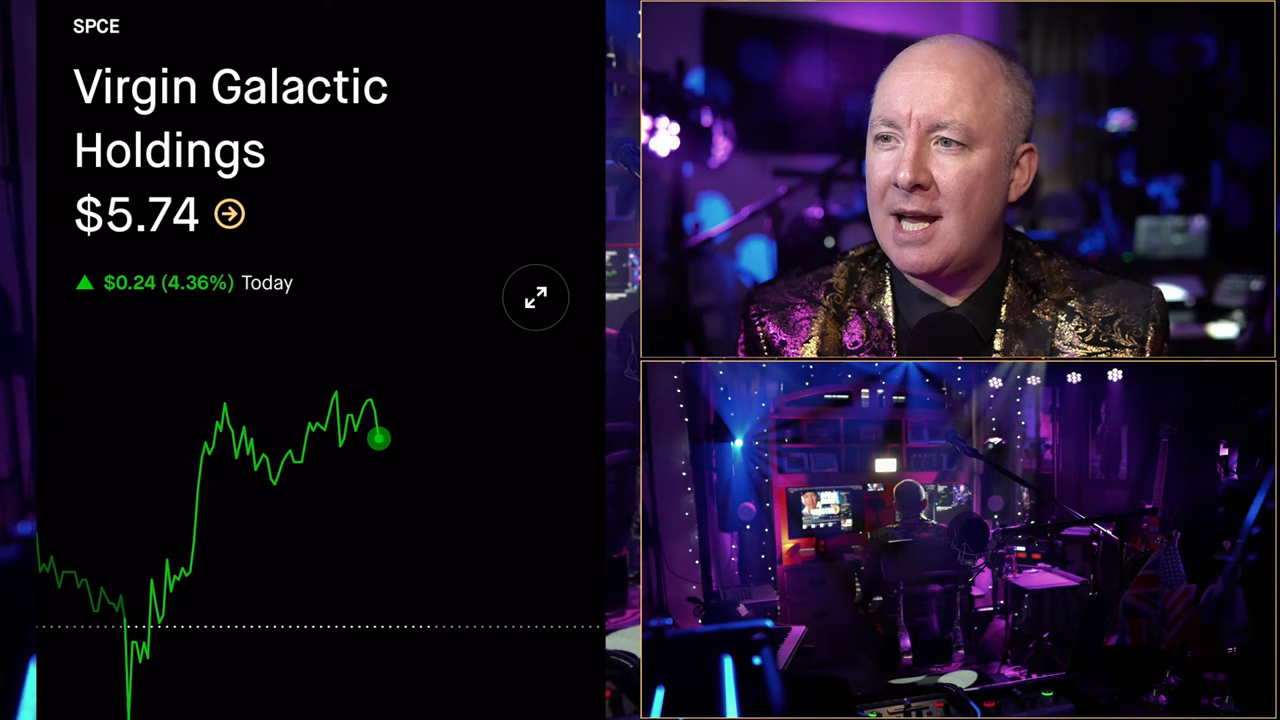 SPCE
Virgin Galactic
Holdings
$5.74
$0.24 (4.36%) Today